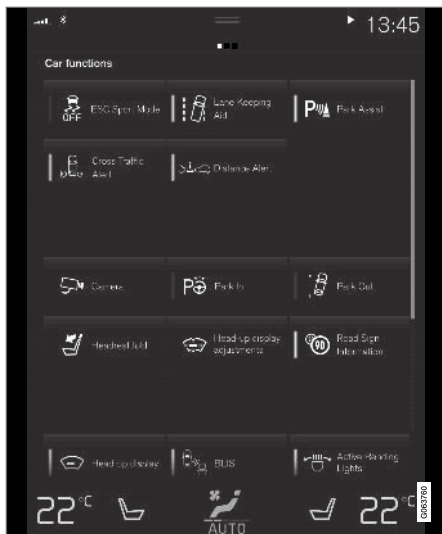 13:45
Car functions
OFF
ESC Sport Mode
Lane Keeping
Aid
P
Park Assist
Cross Traffic
Alert
Distance Alert
Camera
P
Park In
Park Out
Headrest fold
Head-up display
adjustments
90
Road Sign
Information
Head-up display
BLIS
Active Bending
Lights
22°C
AUTO
22°C
G063760